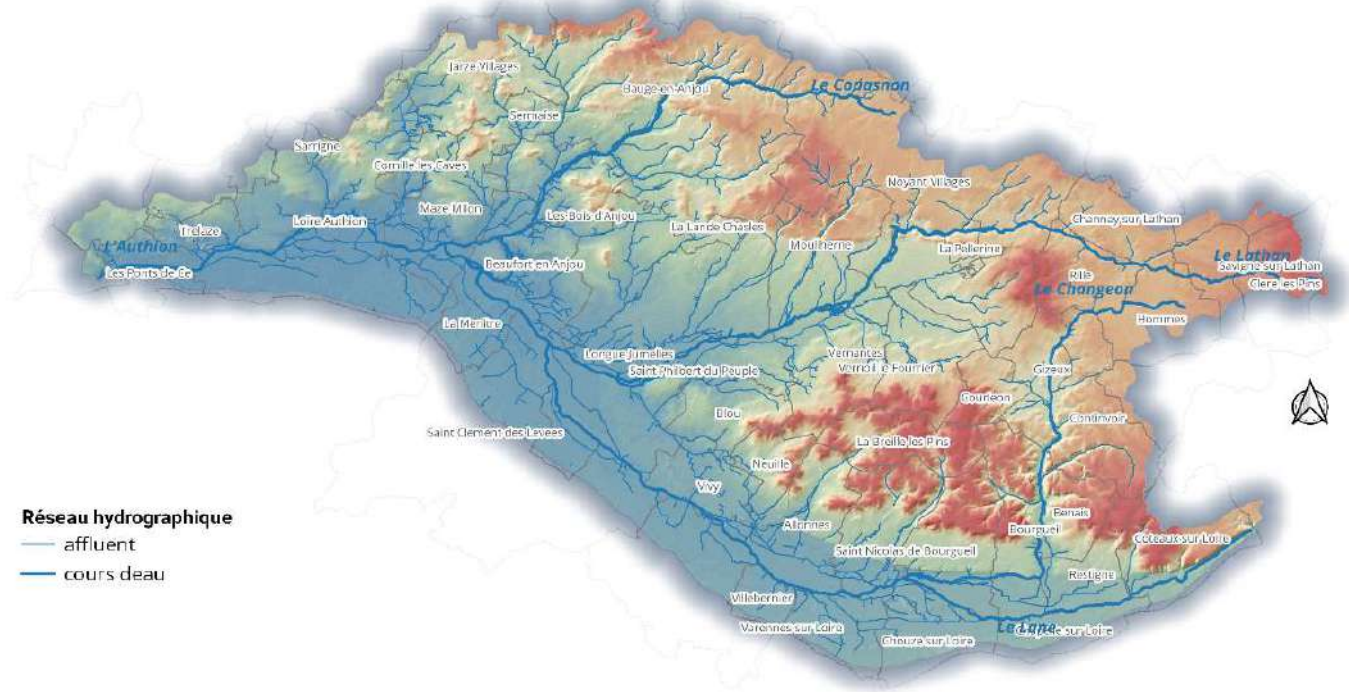 Jarzé Villages
Baugé-en-Anjou
Le Couasnon
Sermaise
Sarrigné
Cornillé-les-Caves
Noyant Villages
Mazé Milon
Les Bois d'Anjou
Loire Authion
La Lande Chasles
Channay sur Lathan
Trélazé
L'Authion
Mouliherne
La Pellerine
Le Lathan
Beaufort en Anjou
Savigné sur Lathan
Les Ponts de Cé
Rillé
Clere les Pins
Le Changeon
Hommes
La Ménitré
Longué Jumelles
Vernantes
Vernoil le Fourrier
Saint Philbert du Peuple
Gizeux
Courléon
Blou
Continvoir
Saint Clément des Levées
La Breille les Pins
Neuillé
Vivy
Réseau hydrographique
affluent
cours deau
Allonnes
Benais
Bourgueil
Coteaux sur Loire
Saint Nicolas de Bourgueil
Restigné
Villebernier
Varennes sur Loire
Le Lane
Chapelle sur Loire
Chouzé sur Loire